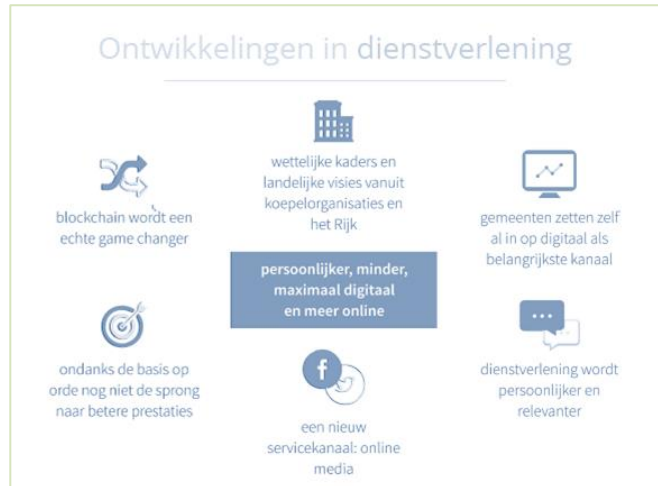 Ontwikkelingen in dienstverlening
wettelijke kaders en
landelijke visies vanuit
koepelorganisaties en
het Rijk
blockchain wordt een
echte game changer
gemeenten zetten zelf
al in op digitaal als
belangrijkste kanaal
persoonlijker, minder,
maximaal digitaal
en meer online
ondanks de basis op
orde nog niet de sprong
naar betere prestaties
f
een nieuw
servicekanaal: online
media
dienstverlening wordt
persoonlijker en
relevanter